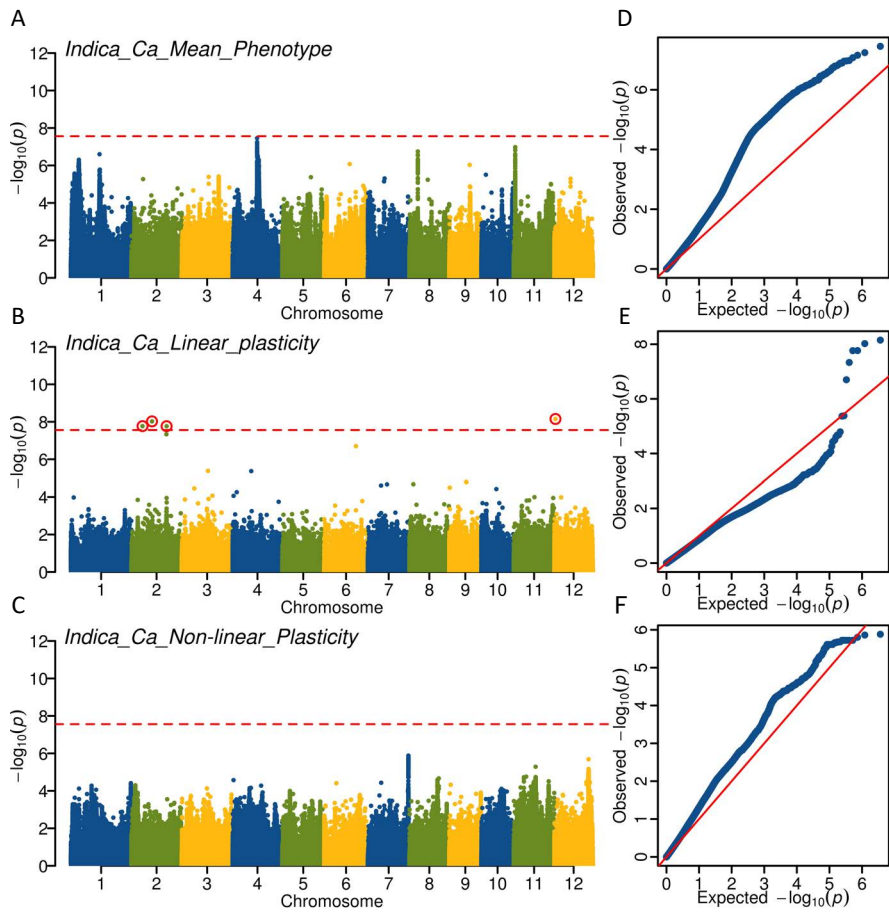 A
Indica_Ca_Mean_Phenotype
12
10
8
6
4
2
0
−log₁₀(p)
1 2 3 4 5 6 7 8 9 10 11 12
Chromosome
D
6
4
2
0
Observed −log₁₀(p)
0 1 2 3 4 5 6
Expected −log₁₀(p)
B
Indica_Ca_Linear_plasticity
12
10
8
6
4
2
0
−log₁₀(p)
1 2 3 4 5 6 7 8 9 10 11 12
Chromosome
E
8
6
4
2
0
Observed −log₁₀(p)
0 1 2 3 4 5 6
Expected −log₁₀(p)
C
Indica_Ca_Non-linear_Plasticity
12
10
8
6
4
2
0
−log₁₀(p)
1 2 3 4 5 6 7 8 9 10 11 12
Chromosome
F
6
5
4
3
2
1
0
Observed −log₁₀(p)
0 1 2 3 4 5 6
Expected −log₁₀(p)